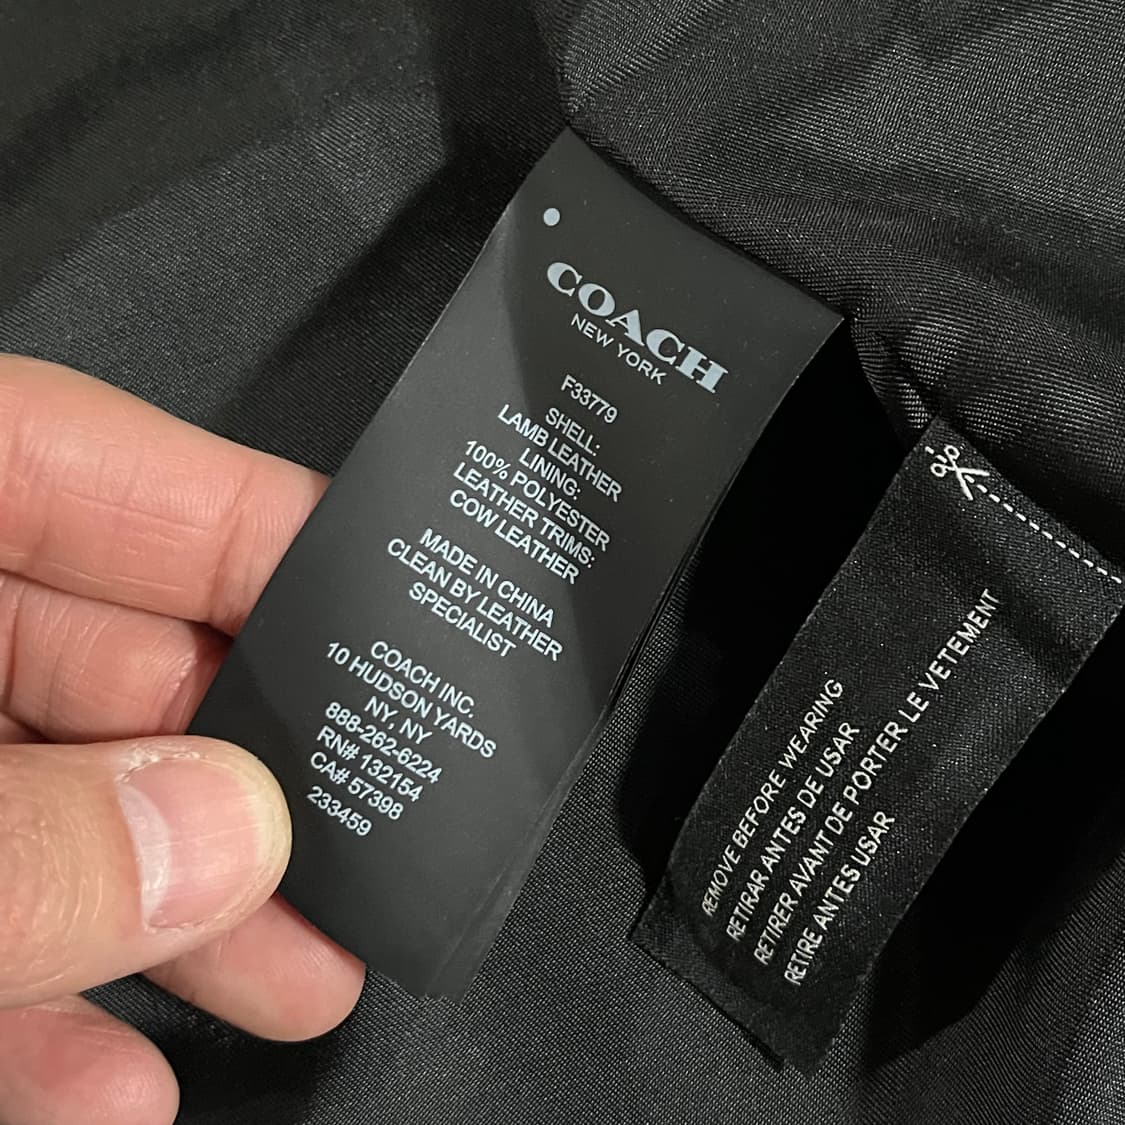 COACH
NEW YORK
F33779
SHELL:
LAMB LEATHER
LINING:
100% POLYESTER
LEATHER TRIMS:
COW LEATHER
MADE IN CHINA
CLEAN BY LEATHER
SPECIALIST
COACH INC.
10 HUDSON YARDS
NY, NY
888-262-6224
RN# 132154
CA# 57398
233459
REMOVE BEFORE WEARING
RETIRAR ANTES DE USAR
RETIRER AVANT DE PORTER LE VETEMENT
RETIRE ANTES USAR